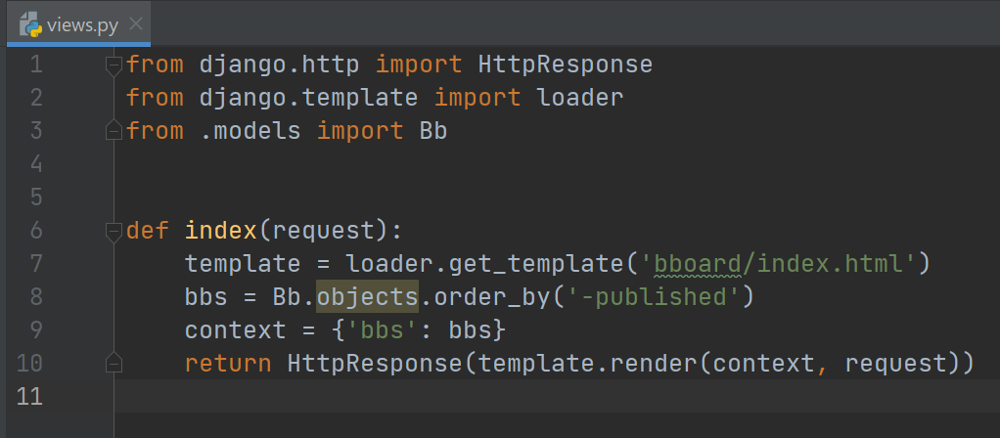 views.py
1 from django.http import HttpResponse
2 from django.template import loader
3 from .models import Bb
4
5
6 def index(request):
7     template = loader.get_template('bboard/index.html')
8     bbs = Bb.objects.order_by('-published')
9     context = {'bbs': bbs}
10     return HttpResponse(template.render(context, request))
11